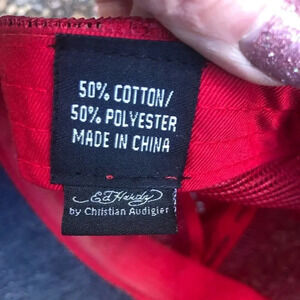 50% COTTON/
50% POLYESTER
MADE IN CHINA
Ed Hardy
by Christian Audigier